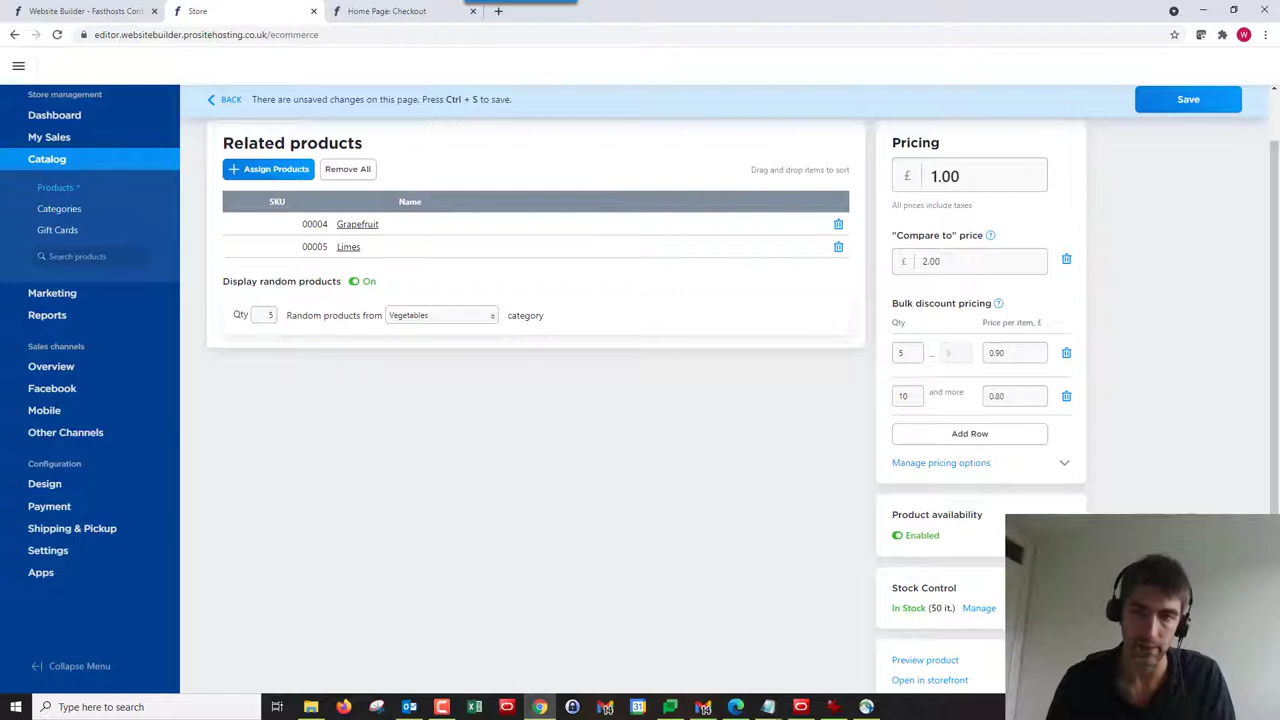 Website Builder - Fasthosts Cont
Store
Home Page: Checkout
editor.websitebuilder.prositehosting.co.uk/ecommerce
W
Store management
Dashboard
My Sales
Catalog
Products
Categories
Gift Cards
Search products
Marketing
Reports
Sales channels
Overview
Facebook
Mobile
Other Channels
Configuration
Design
Payment
Shipping & Pickup
Settings
Apps
Collapse Menu
BACK There are unsaved changes on this page. Press Ctrl + S to save.
Save
Related products
+ Assign Products Remove All
Drag and drop items to sort
SKU Name
00004 Grapefruit
00005 Limes
Display random products On
Qty 5 Random products from Vegetables category
Pricing
£ 1.00
All prices include taxes
"Compare to" price ?
£ 2.00
Bulk discount pricing ?
Qty Price per item, £
5 – 9 0.90
10 and more 0.80
Add Row
Manage pricing options
Product availability
Enabled
Stock Control
In Stock (50 it.) Manage
Preview product
Open in storefront
Type here to search
31